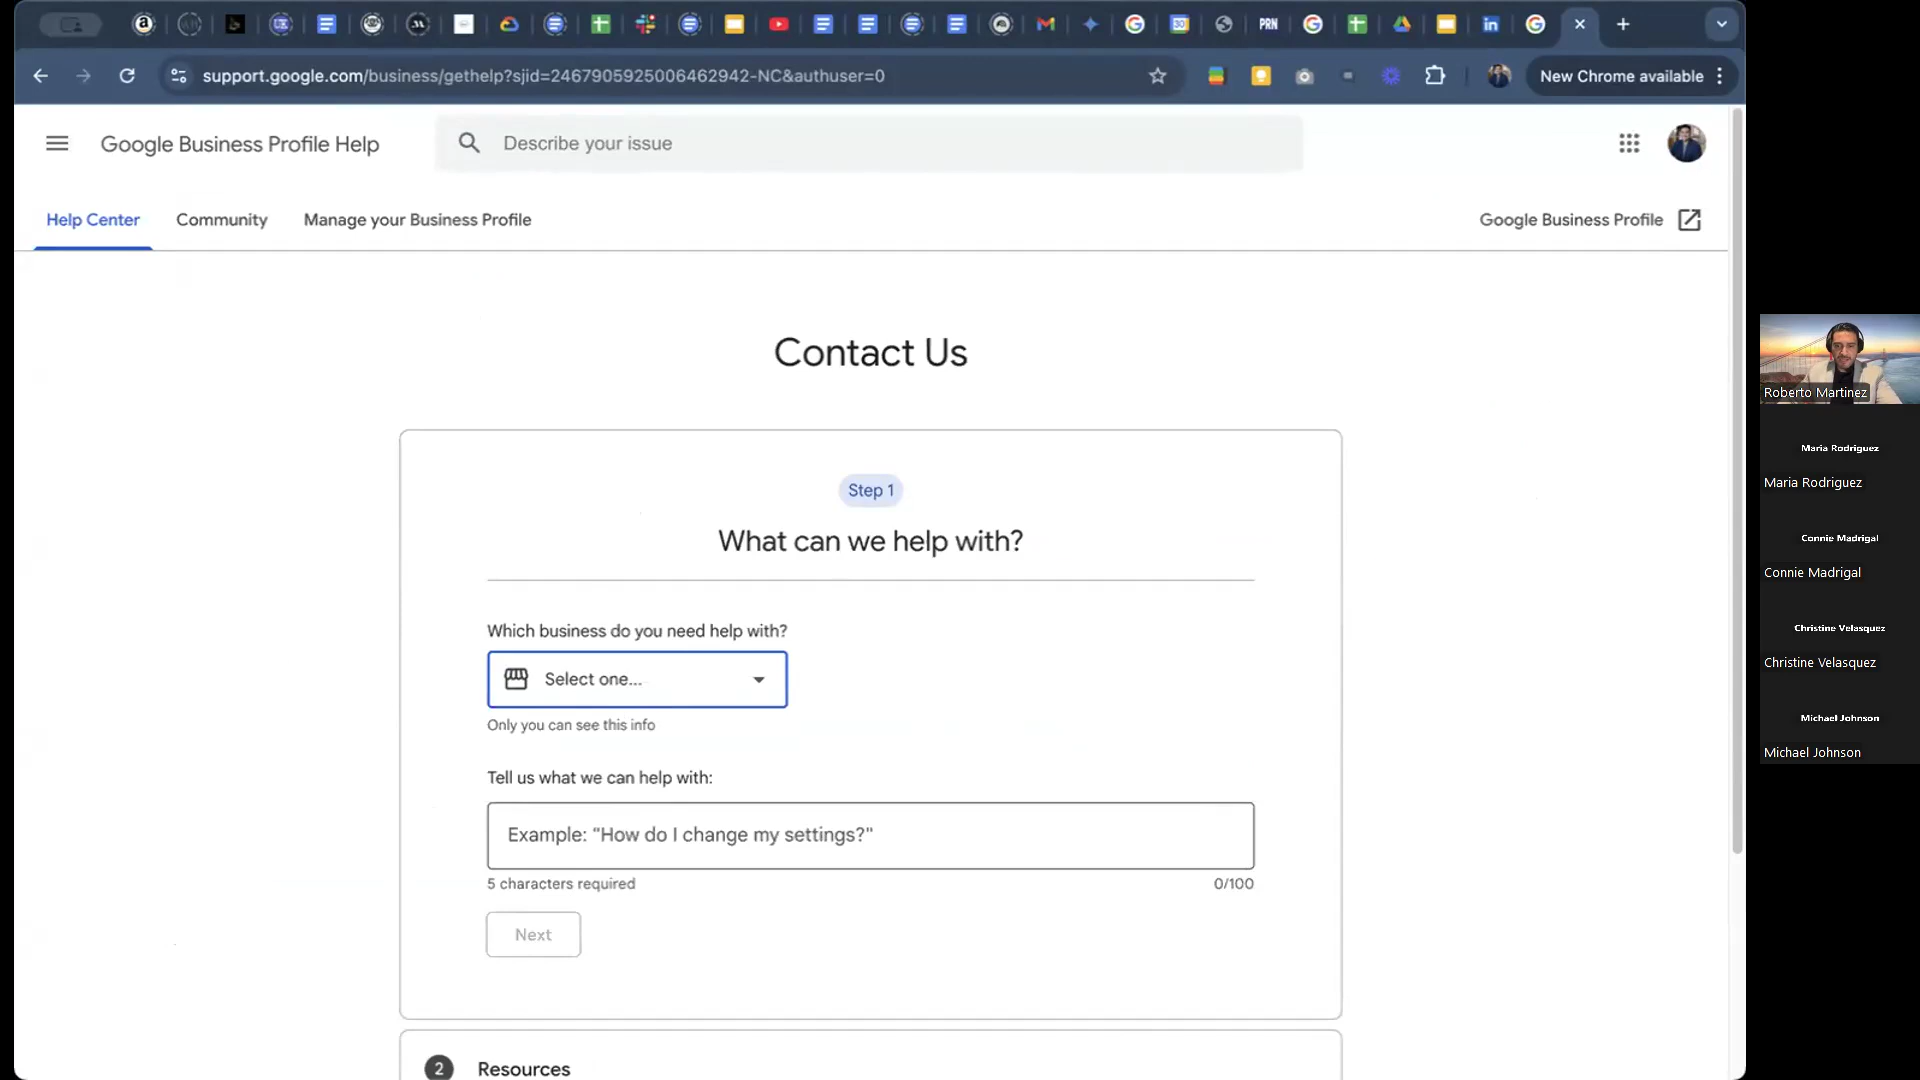 PRN
support.google.com/business/gethelp?sjid=2467905925006462942-NC&authuser=0
New Chrome available
Google Business Profile Help
Describe your issue
Help Center
Community
Manage your Business Profile
Google Business Profile
Contact Us
Step 1
What can we help with?
Which business do you need help with?
Select one...
Only you can see this info
Tell us what we can help with:
Example: "How do I change my settings?"
5 characters required
0/100
Next
2
Resources
Roberto Martinez
Maria Rodriguez
Maria Rodriguez
Connie Madrigal
Connie Madrigal
Christine Velasquez
Christine Velasquez
Michael Johnson
Michael Johnson